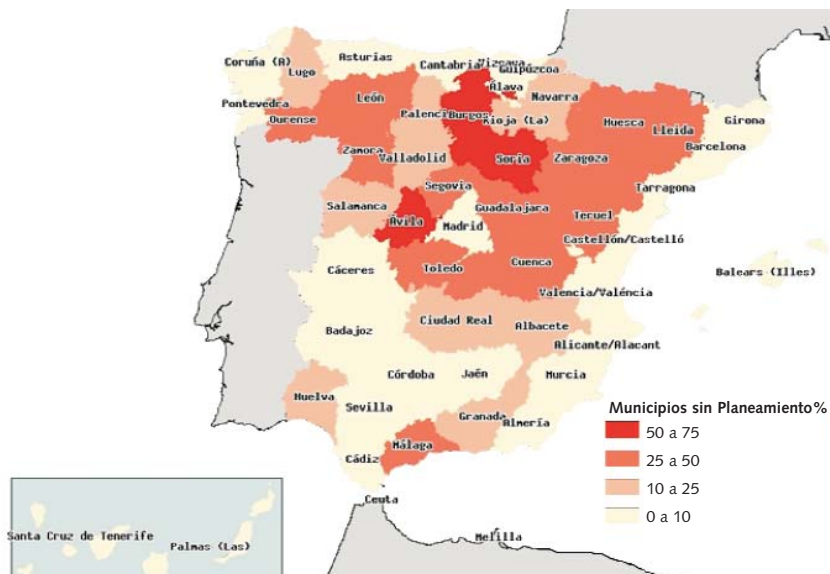 Asturias
Coruña (A)
Lugo
Cantabria
Vizcaya
Guipúzcoa
Álava
Navarra
Pontevedra
Ourense
León
Palencia
Burgos
Rioja (La)
Huesca
Lleida
Girona
Barcelona
Zamora
Valladolid
Soria
Zaragoza
Tarragona
Segovia
Salamanca
Guadalajara
Ávila
Madrid
Teruel
Castellón/Castelló
Toledo
Cuenca
Cáceres
Balears (Illes)
Valencia/Valéncia
Ciudad Real
Albacete
Badajoz
Alicante/Alacant
Córdoba
Jaén
Murcia
Huelva
Sevilla
Granada
Almería
Málaga
Cádiz
Ceuta
Melilla
Santa Cruz de Tenerife
Palmas (Las)
Municipios sin Planeamiento%
50 a 75
25 a 50
10 a 25
0 a 10